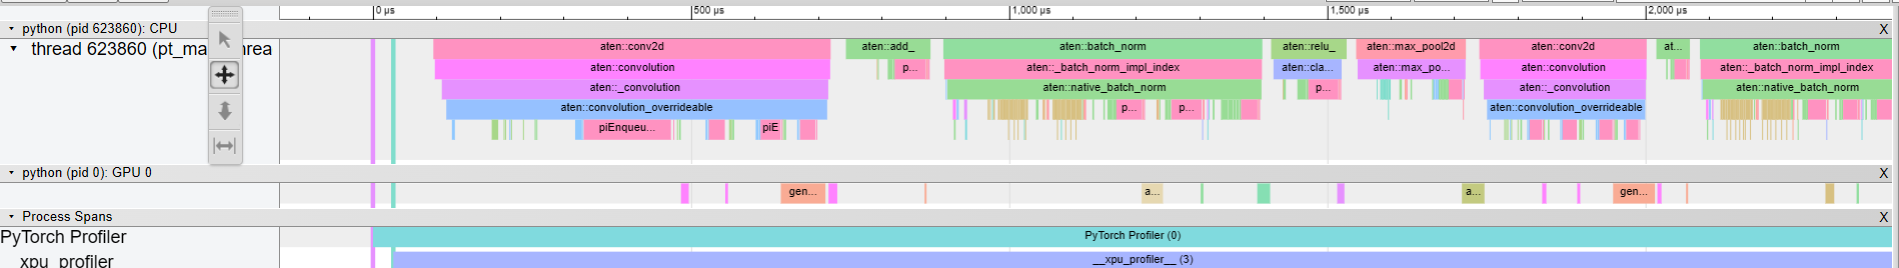 0 µs 500 µs 1,000 µs 1,500 µs 2,000 µs
python (pid 623860): CPU X
thread 623860 (pt_ma hrea
aten::conv2d aten::add_ aten::batch_norm aten::relu_ aten::max_pool2d aten::conv2d at... aten::batch_norm
aten::convolution p... aten::_batch_norm_impl_index aten::cla... aten::max_po... aten::convolution aten::_batch_norm_impl_index
aten::_convolution aten::native_batch_norm p... aten::_convolution aten::native_batch_norm
aten::convolution_overrideable p... p... aten::convolution_overrideable
piEnqueu... piE
python (pid 0): GPU 0 X
gen... a... a... gen...
Process Spans X
PyTorch Profiler PyTorch Profiler (0)
xpu_profiler __xpu_profiler__ (3)